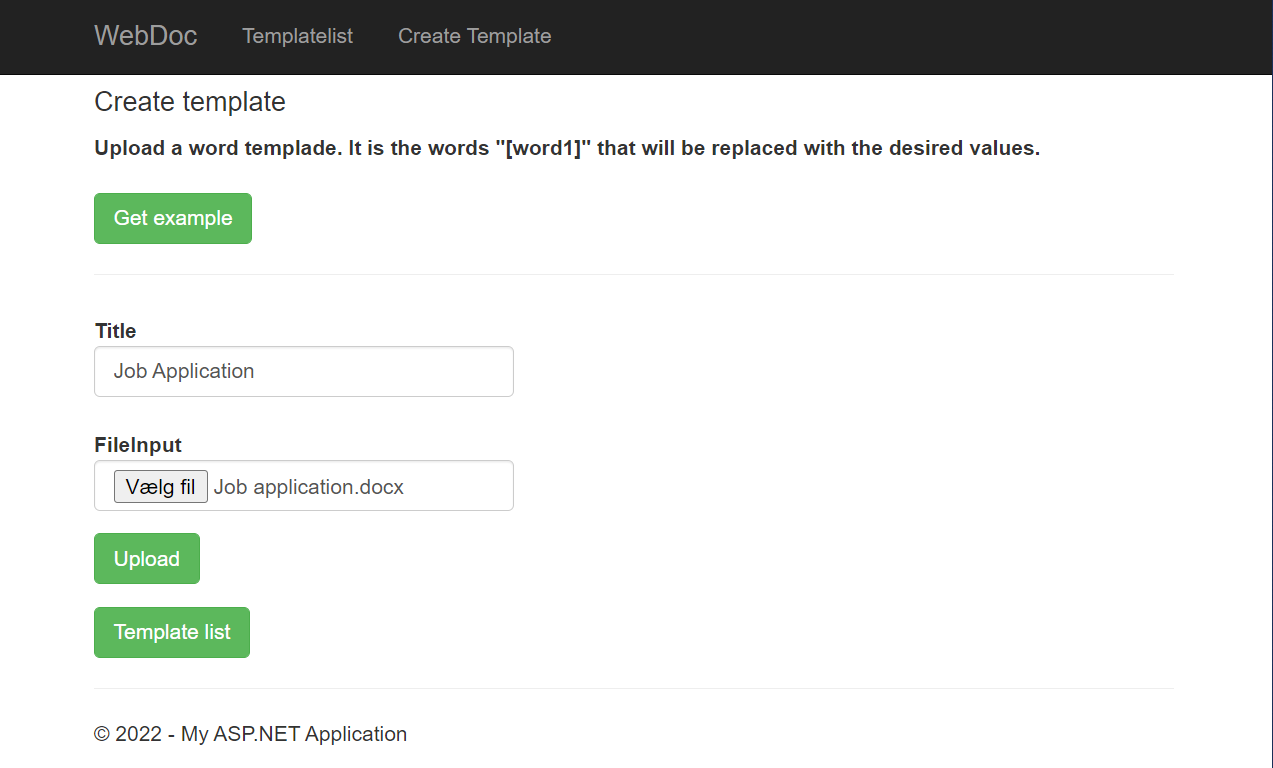 WebDoc Templatelist Create Template
Create template
Upload a word templade. It is the words "[word1]" that will be replaced with the desired values.
Get example
Title
Job Application
FileInput
Vælg fil Job application.docx
Upload
Template list
© 2022 - My ASP.NET Application